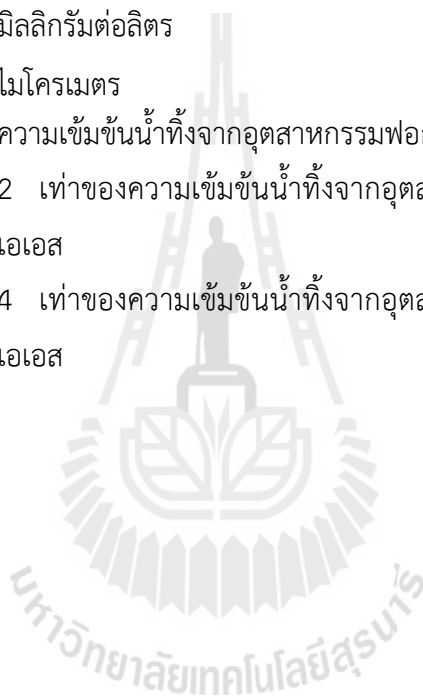 มิลลิกรัมต่อลิตร
ไมโครเมตร
ความเข้มข้นน้ำทิ้งจากอุตสาหกรรมฟอก
2 เท่าของความเข้มข้นน้ำทิ้งจากอุตส
เอเอส
4 เท่าของความเข้มข้นน้ำทิ้งจากอุตส
เอเอส
มหาวิทยาลัยเทคโนโลยีสุรนารี